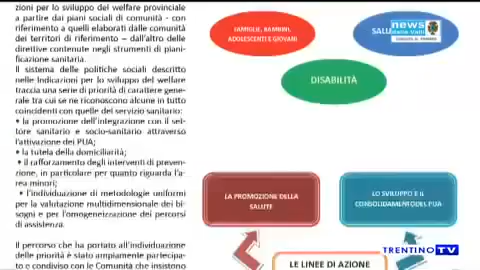 zioni per lo sviluppo del welfare provinciale
a partire dai piani sociali di comunità - con
riferimento a quelli elaborati dalle comunità
dei territori di riferimento – dall'altro delle
direttive contenute negli strumenti di piani-
ficazione sanitaria.
Il sistema delle politiche sociali descritto
nelle Indicazioni per lo sviluppo del welfare
traccia una serie di priorità di carattere gene-
rale tra cui se ne riconoscono alcune in tutto
coincidenti con quelle del servizio sanitario:
• la promozione dell'integrazione con il set-
tore sanitario e socio-sanitario attraverso
l'attivazione dei PUA;
• la tutela della domiciliarità;
• il rafforzamento degli interventi di preven-
zione, in particolare per quanto riguarda l'a-
rea minori;
• l'individuazione di metodologie uniformi
per la valutazione multidimensionale dei bi-
sogni e per l'omogeneizzazione dei percorsi
di assistenza.
Il percorso che ha portato all'individuazione
delle priorità è stato ampiamente partecipa-
to e condiviso con le Comunità che insistono
FAMIGLIE, BAMBINI,
ADOLESCENTI E GIOVANI
SALU
news
dalle Valli
DISABILITÀ
LA PROMOZIONE DELLA
SALUTE
LO SVILUPPO E IL
CONSOLIDAMENTO DEL PUA
LE LINEE DI AZIONE
TRENTINO TV